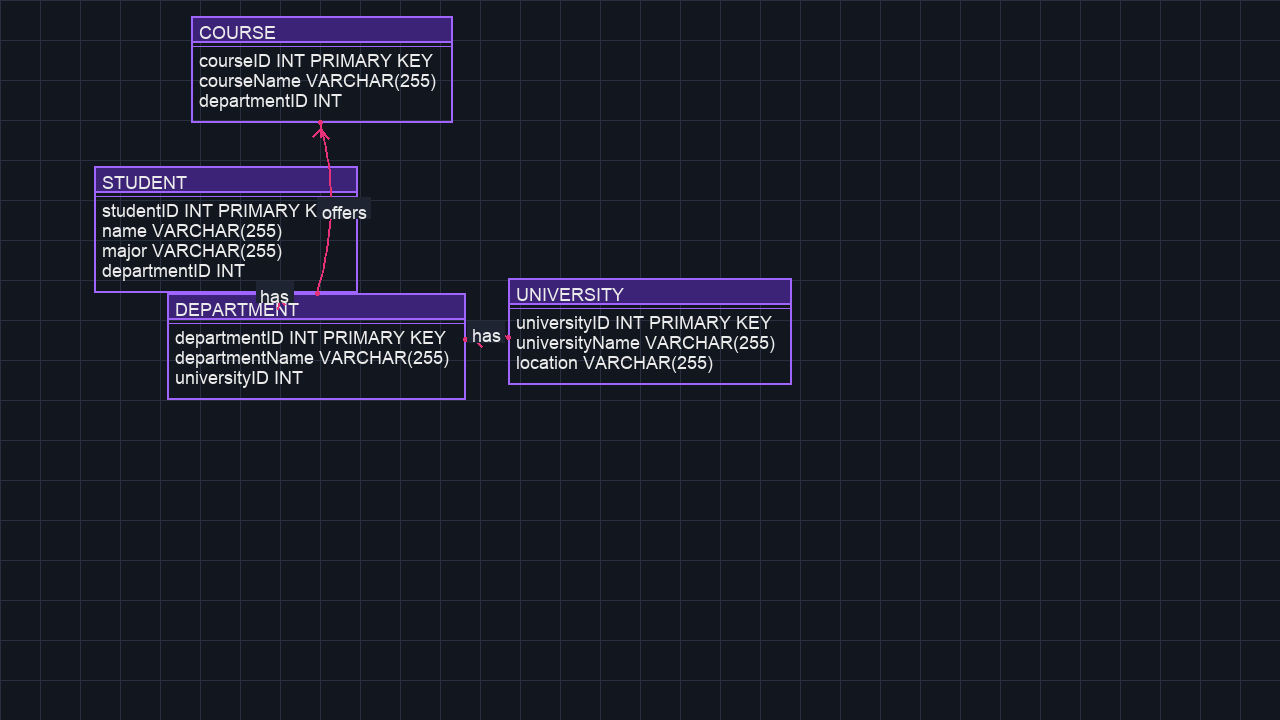 COURSE
courseID INT PRIMARY KEY
courseName VARCHAR(255)
departmentID INT
STUDENT
studentID INT PRIMARY K
offers
name VARCHAR(255)
major VARCHAR(255)
departmentID INT
has
DEPARTMENT
departmentID INT PRIMARY KEY
departmentName VARCHAR(255)
universityID INT
has
UNIVERSITY
universityID INT PRIMARY KEY
universityName VARCHAR(255)
location VARCHAR(255)